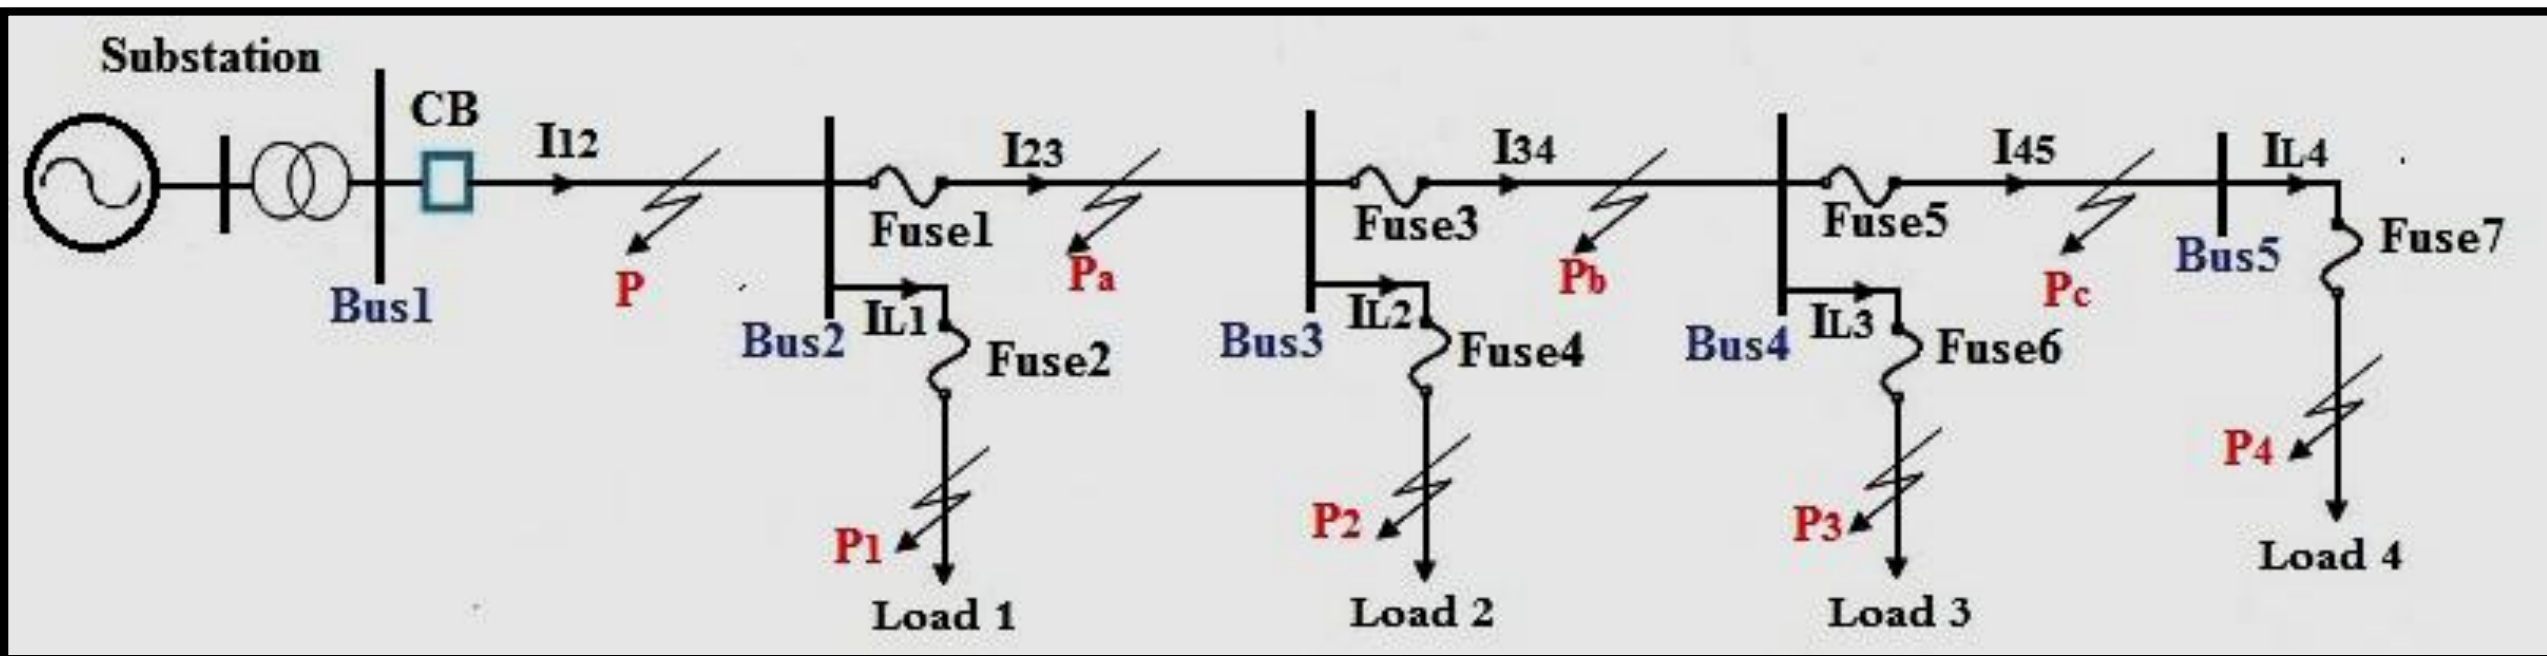 Substation
CB
I12
I23
I34
I45
IL4
Fuse1
Fuse3
Fuse5
Fuse7
P
Pa
Pb
Pc
Bus1
Bus2
Bus3
Bus4
Bus5
IL1
IL2
IL3
Fuse2
Fuse4
Fuse6
P1
P2
P3
P4
Load 1
Load 2
Load 3
Load 4